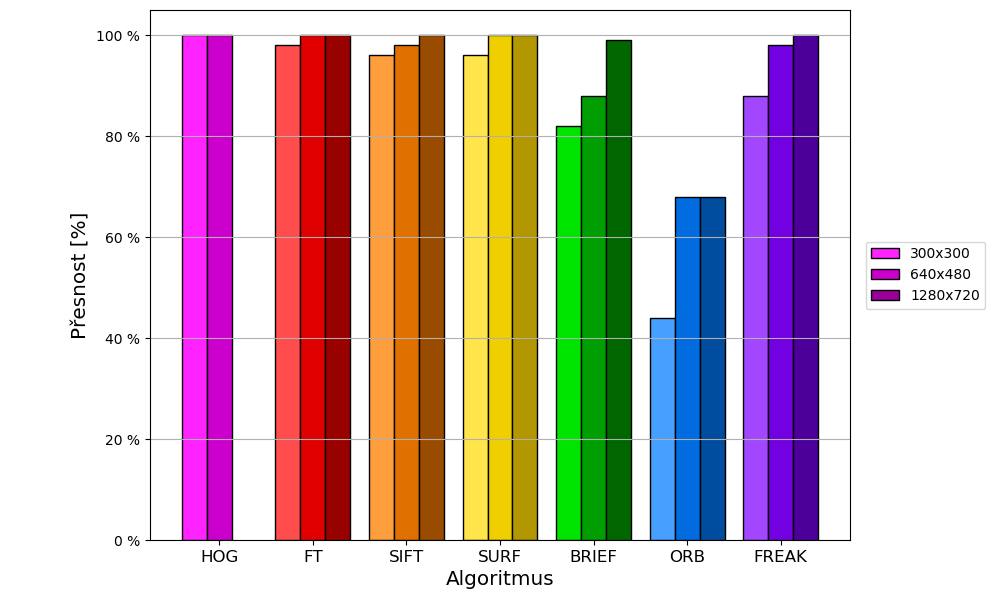 Přesnost [%]
100 %
80 %
60 %
40 %
20 %
0 %
HOG FT SIFT SURF BRIEF ORB FREAK
Algoritmus
300x300
640x480
1280x720